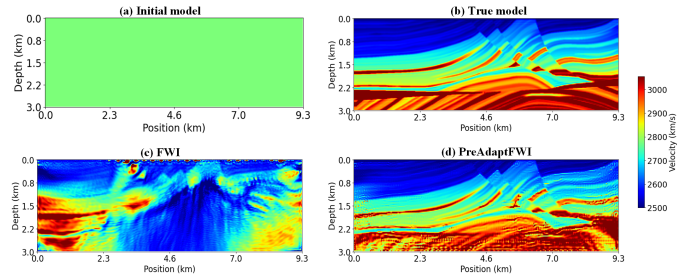 (a) Initial model
0.0
0.8
1.5
2.2
3.0
Depth (km)
0.0 2.3 4.6 7.0 9.3
Position (km)
(b) True model
0.0
0.8
1.5
2.2
3.0
Depth (km)
0.0 2.3 4.6 7.0 9.3
Position (km)
(c) FWI
0.0
0.8
1.5
2.2
3.0
Depth (km)
0.0 2.3 4.6 7.0 9.3
Position (km)
(d) PreAdaptFWI
0.0
0.8
1.5
2.2
3.0
Depth (km)
0.0 2.3 4.6 7.0 9.3
Position (km)
3000
2900
2800
2700
2600
2500
Velocity (km/s)